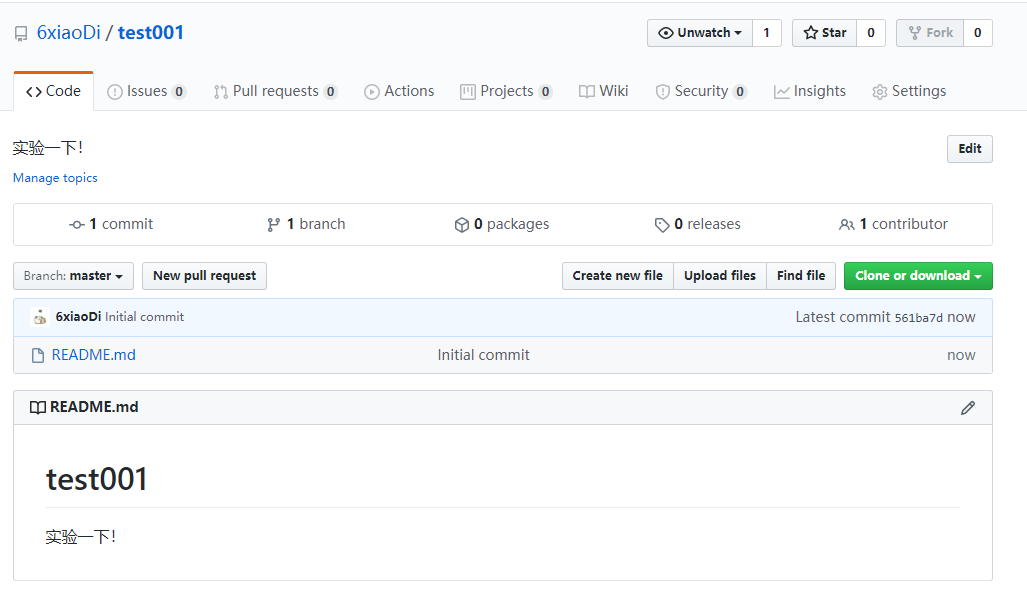 6xiaoDi / test001
Unwatch 1 Star 0 Fork 0
Code Issues 0 Pull requests 0 Actions Projects 0 Wiki Security 0 Insights Settings
实验一下! Edit
Manage topics
1 commit 1 branch 0 packages 0 releases 1 contributor
Branch: master New pull request Create new file Upload files Find file Clone or download
6xiaoDi Initial commit Latest commit 561ba7d now
README.md Initial commit now
README.md
test001
实验一下!